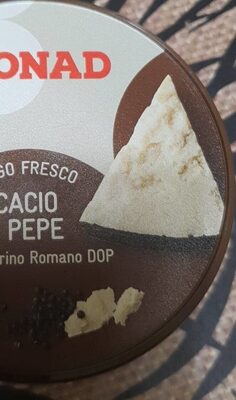 ONAD
GO FRESCO
CACIO
PEPE
rino Romano DOP